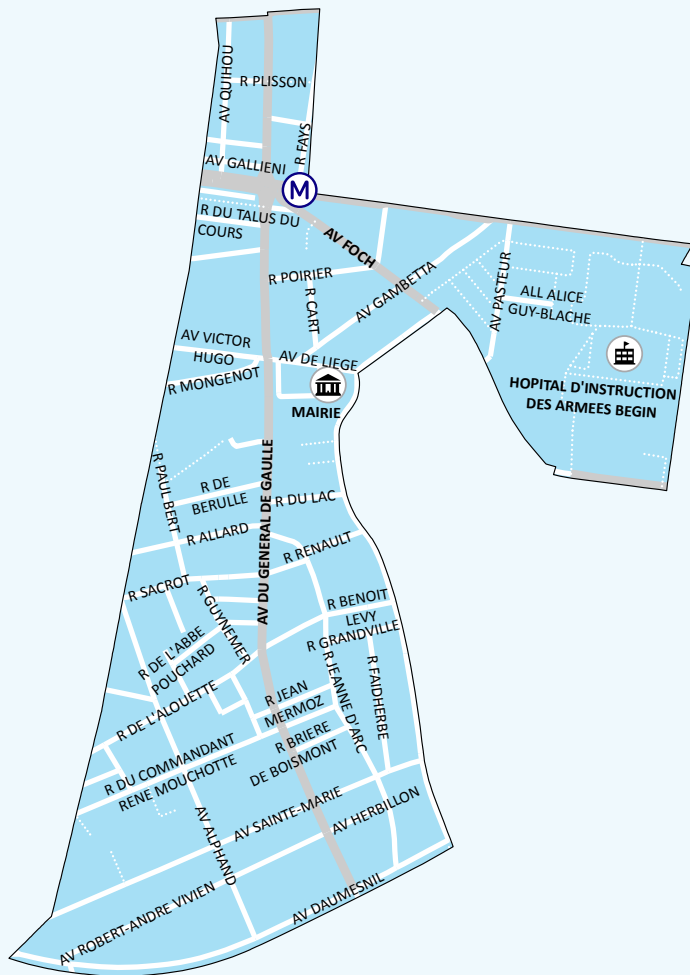 AV QUIHOU
R PLISSON
R FAYS
AV GALLIENI
M
R DU TALUS DU
COURS
AV FOCH
R POIRIER
R CART
AV GAMBETTA
AV PASTEUR
ALL ALICE
GUY-BLACHE
AV VICTOR
HUGO
AV DE LIEGE
R MONGENOT
MAIRIE
HOPITAL D'INSTRUCTION
DES ARMEES BEGIN
R PAUL BERT
R DE
BERULLE
AV DU GENERAL DE GAULLE
R DU LAC
R ALLARD
R RENAULT
R SACROT
R GUYNEMER
R BENOIT
LEVY
R GRANDVILLE
R DE L'ABBE
POUCHARD
R JEANNE D'ARC
R FAIDHERBE
R DE L'ALOUETTE
R JEAN
MERMOZ
R BRIERE
DE BOISMONT
R DU COMMANDANT
RENE MOUCHOTTE
AV SAINTE-MARIE
AV HERBILLON
AV ALPHAND
AV ROBERT-ANDRE VIVIEN
AV DAUMESNIL